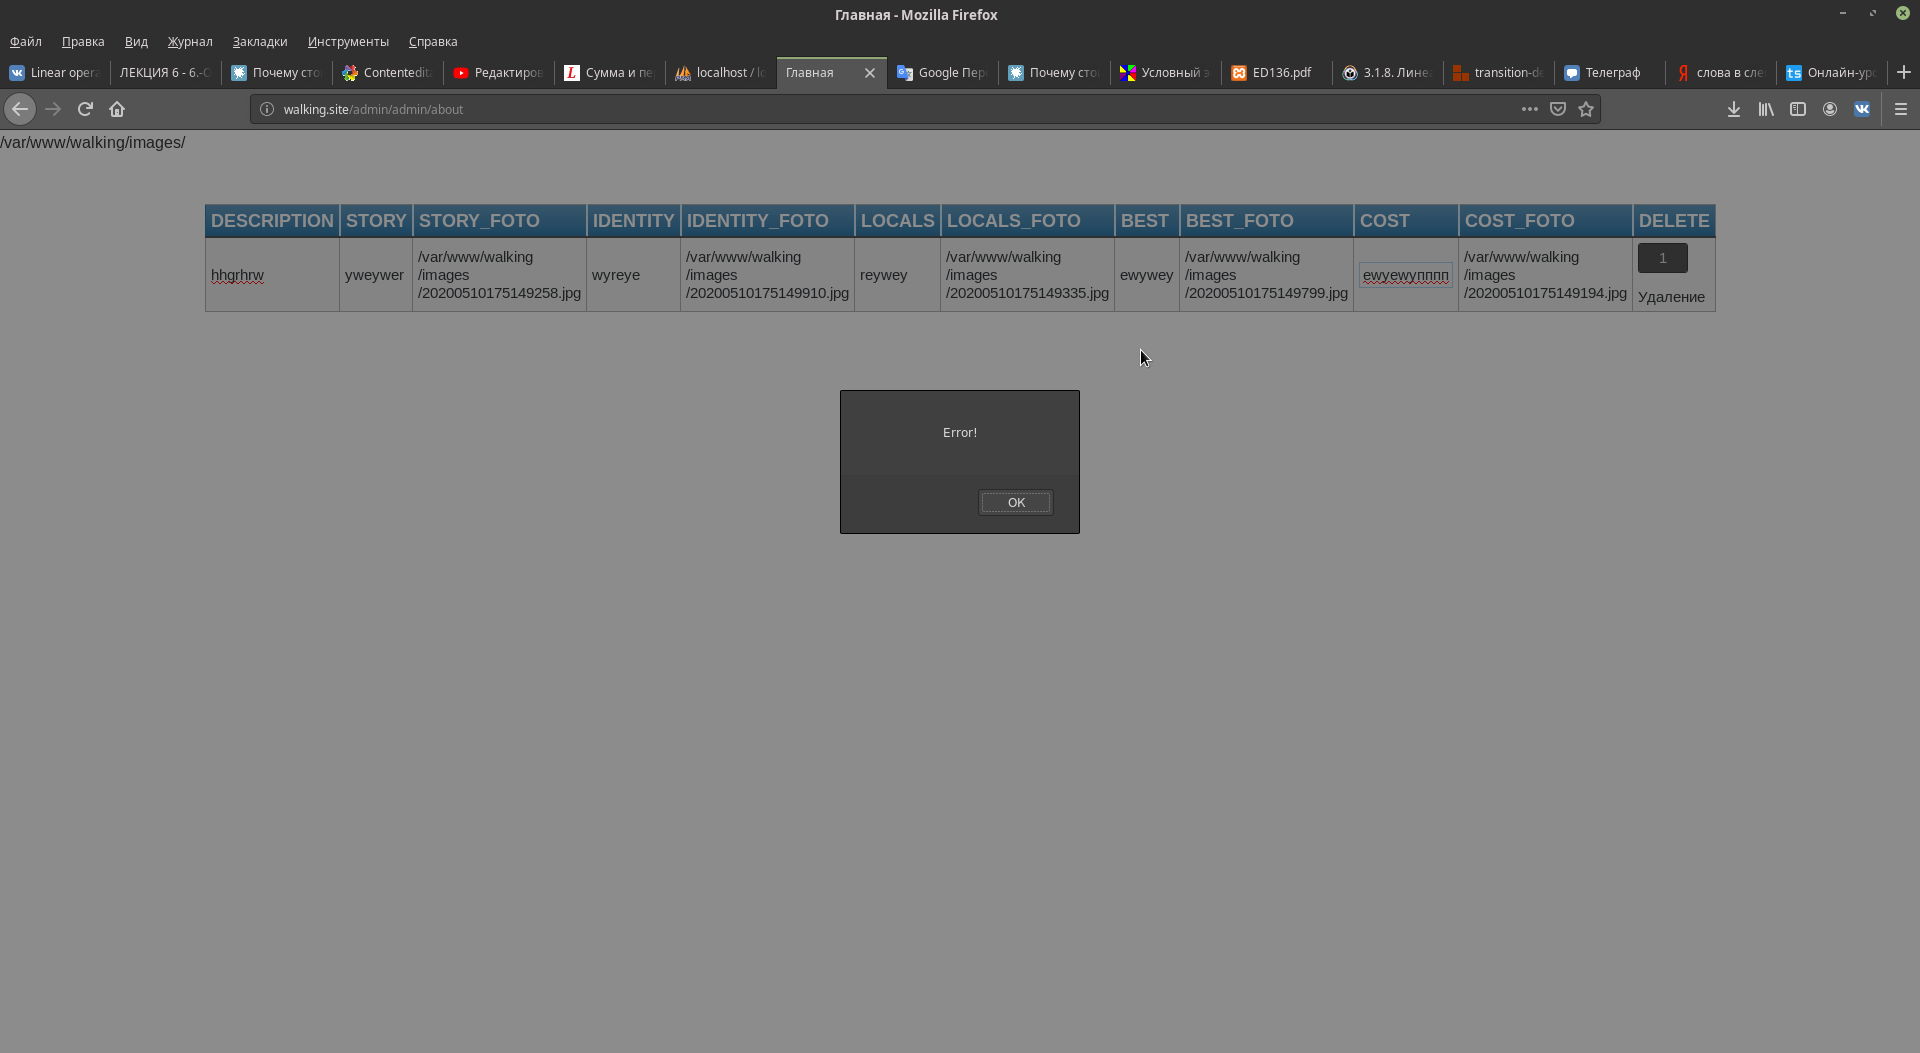 Главная - Mozilla Firefox
Файл Правка Вид Журнал Закладки Инструменты Справка
Linear opera ЛЕКЦИЯ 6 - 6.- Почему сто Contentedit Редактиров Сумма и пе localhost / lo Главная Google Пер Почему сто Условный э ED136.pdf 3.1.8. Лине transition-de Телеграф слова в сле Онлайн-уро
walking.site/admin/admin/about
/var/www/walking/images/
DESCRIPTION STORY STORY_FOTO IDENTITY IDENTITY_FOTO LOCALS LOCALS_FOTO BEST BEST_FOTO COST COST_FOTO DELETE
hhgrhrw yweywer /var/www/walking /images /20200510175149258.jpg wyreye /var/www/walking /images /20200510175149910.jpg reywey /var/www/walking /images /20200510175149335.jpg ewywey /var/www/walking /images /20200510175149799.jpg ewyewyпппп /var/www/walking /images /20200510175149194.jpg 1 Удаление
Error!
OK